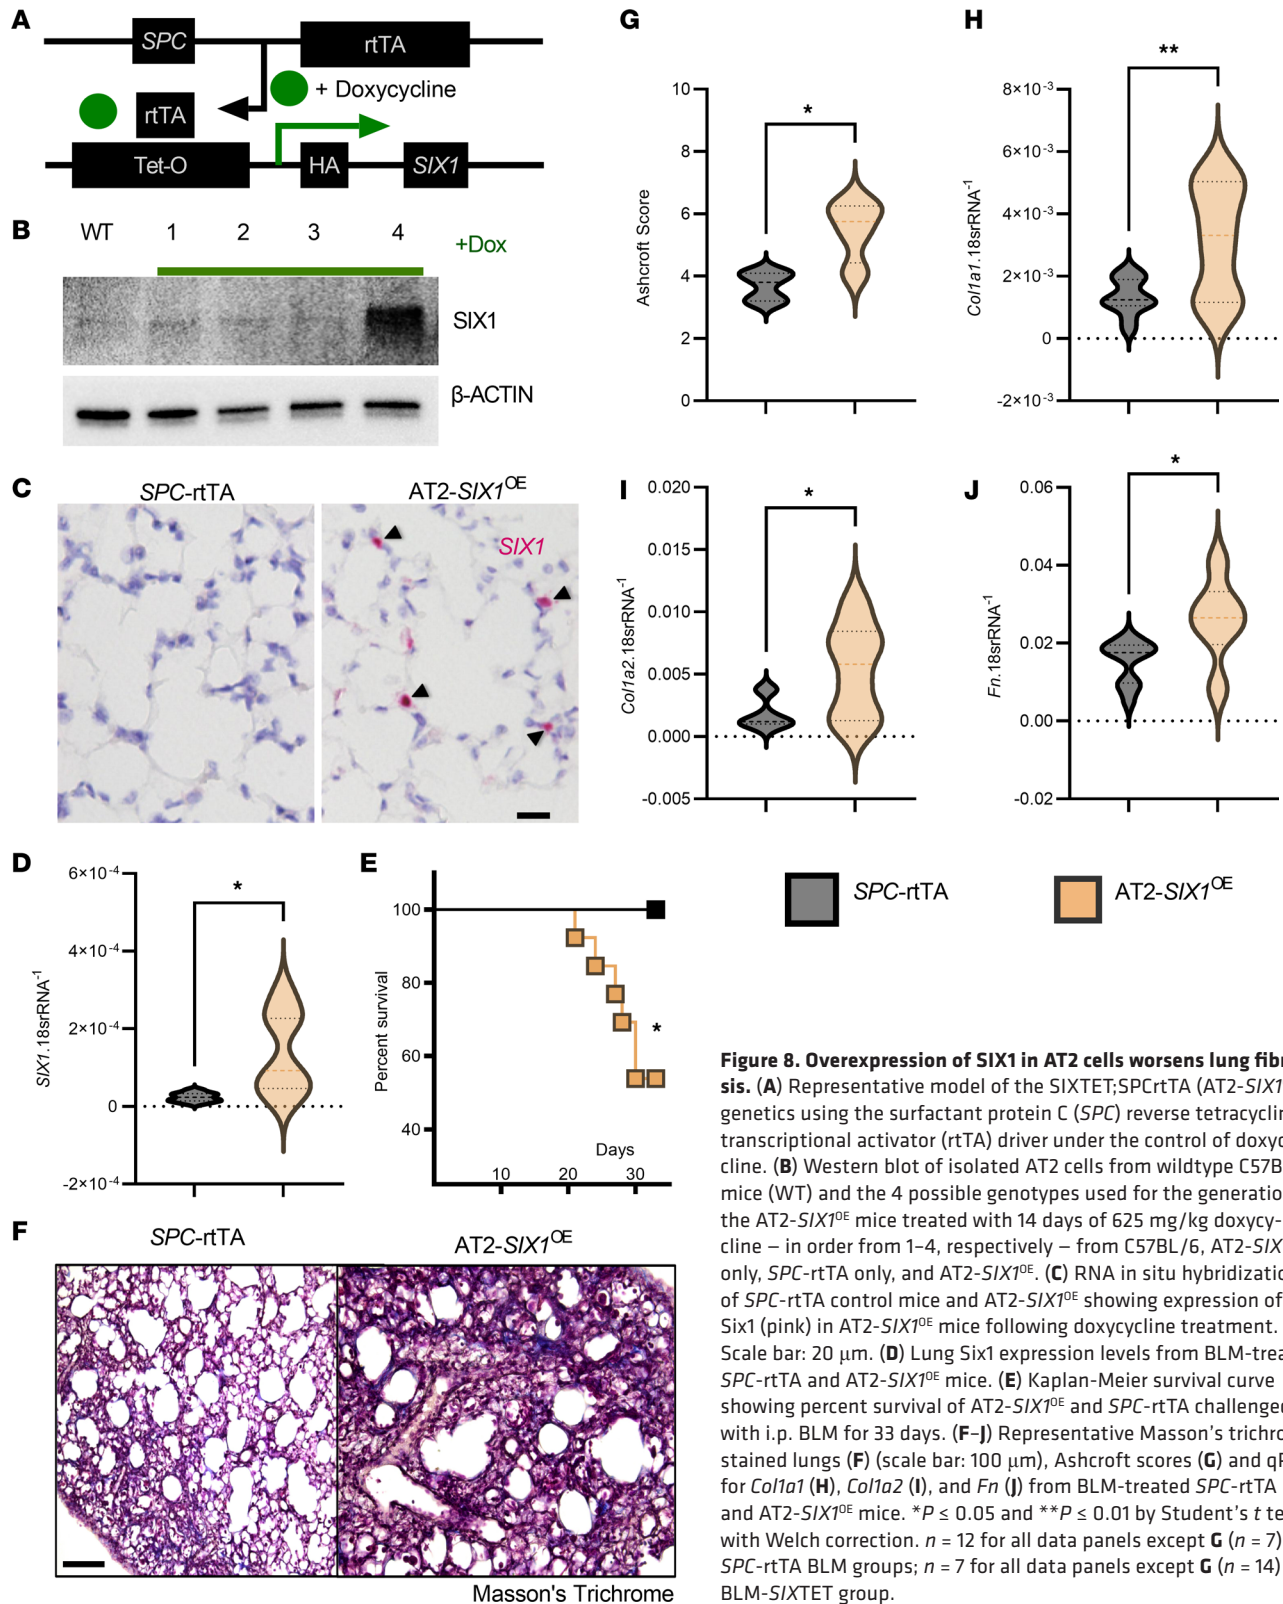 A
SPC
rtTA
+ Doxycycline
rtTA
Tet-O
HA
SIX1
B
WT
1
2
3
4
+Dox
SIX1
β-ACTIN
C
SPC-rtTA
AT2-SIX1OE
SIX1
D
SIX1.18srRNA-1
6×10-4
4×10-4
2×10-4
0
-2×10-4
*
E
Percent survival
100
80
60
40
*
Days
10
20
30
F
SPC-rtTA
AT2-SIX1OE
Masson's Trichrome
G
Ashcroft Score
10
8
6
4
2
0
*
H
Col1a1.18srRNA-1
8×10-3
6×10-3
4×10-3
2×10-3
0
-2×10-3
**
I
Col1a2.18srRNA-1
0.020
0.015
0.010
0.005
0.000
-0.005
*
J
Fn.18srRNA-1
0.06
0.04
0.02
0.00
-0.02
*
SPC-rtTA
AT2-SIX1OE
Figure 8. Overexpression of SIX1 in AT2 cells worsens lung fibr
sis. (A) Representative model of the SIXTET;SPCrtTA (AT2-SIX1
genetics using the surfactant protein C (SPC) reverse tetracyclin
transcriptional activator (rtTA) driver under the control of doxyc
cline. (B) Western blot of isolated AT2 cells from wildtype C57B
mice (WT) and the 4 possible genotypes used for the generatio
the AT2-SIX1OE mice treated with 14 days of 625 mg/kg doxycy-
cline – in order from 1–4, respectively – from C57BL/6, AT2-SIX
only, SPC-rtTA only, and AT2-SIX1OE. (C) RNA in situ hybridizatio
of SPC-rtTA control mice and AT2-SIX1OE showing expression of
Six1 (pink) in AT2-SIX1OE mice following doxycycline treatment.
Scale bar: 20 μm. (D) Lung Six1 expression levels from BLM-trea
SPC-rtTA and AT2-SIX1OE mice. (E) Kaplan-Meier survival curve
showing percent survival of AT2-SIX1OE and SPC-rtTA challenge
with i.p. BLM for 33 days. (F–J) Representative Masson's trichro
stained lungs (F) (scale bar: 100 μm), Ashcroft scores (G) and qF
for Col1a1 (H), Col1a2 (I), and Fn (J) from BLM-treated SPC-rtTA
and AT2-SIX1OE mice. *P ≤ 0.05 and **P ≤ 0.01 by Student's t te
with Welch correction. n = 12 for all data panels except G (n = 7)
SPC-rtTA BLM groups; n = 7 for all data panels except G (n = 14)
BLM-SIXTET group.